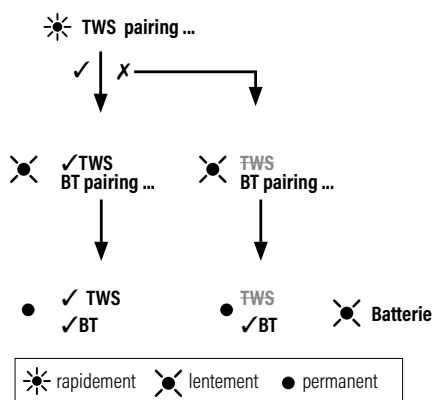 TWS pairing ...
✓ ✗
✓TWS
BT pairing ...
TWS
BT pairing ...
✓ TWS
✓BT
TWS
✓BT
Batterie
rapidement lentement permanent